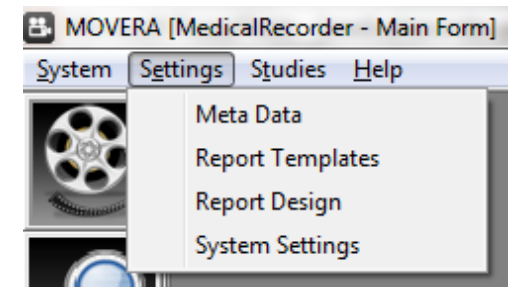 MOVERA [MedicalRecorder - Main Form]
System Settings Studies Help
Meta Data
Report Templates
Report Design
System Settings